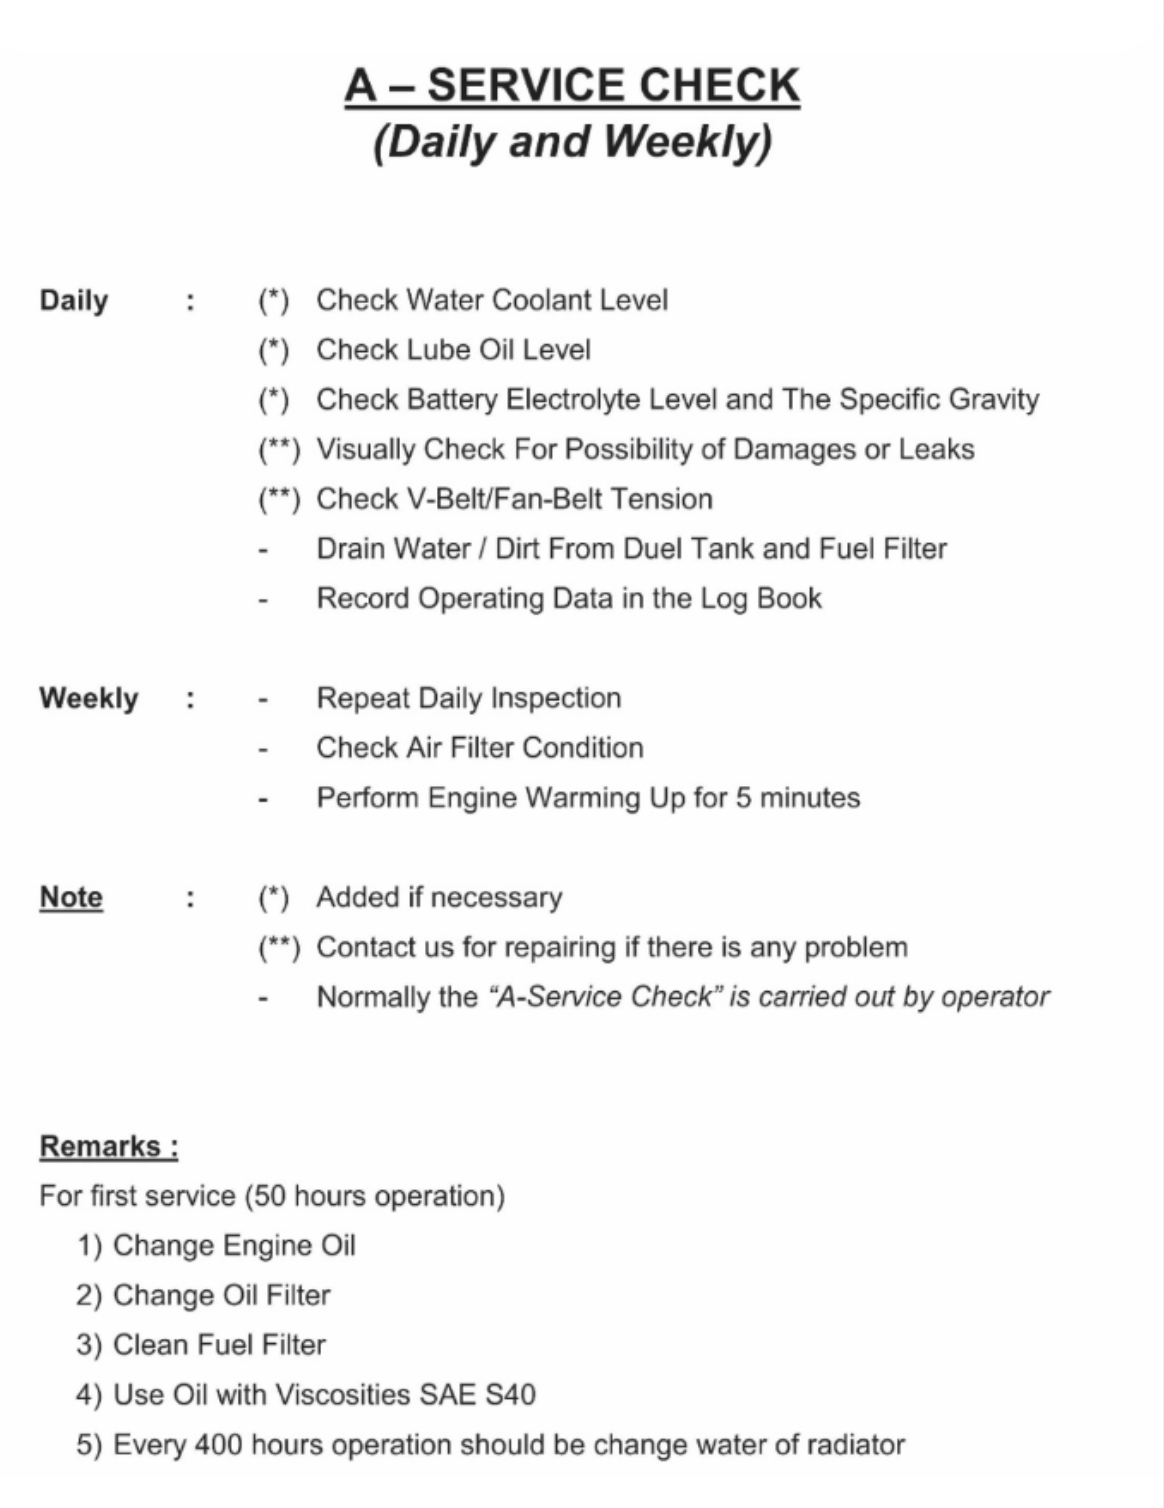 A – SERVICE CHECK
(Daily and Weekly)
Daily : (*) Check Water Coolant Level
(*) Check Lube Oil Level
(*) Check Battery Electrolyte Level and The Specific Gravity
(**) Visually Check For Possibility of Damages or Leaks
(**) Check V-Belt/Fan-Belt Tension
- Drain Water / Dirt From Duel Tank and Fuel Filter
- Record Operating Data in the Log Book
Weekly : - Repeat Daily Inspection
- Check Air Filter Condition
- Perform Engine Warming Up for 5 minutes
Note : (*) Added if necessary
(**) Contact us for repairing if there is any problem
- Normally the “A-Service Check” is carried out by operator
Remarks :
For first service (50 hours operation)
1) Change Engine Oil
2) Change Oil Filter
3) Clean Fuel Filter
4) Use Oil with Viscosities SAE S40
5) Every 400 hours operation should be change water of radiator